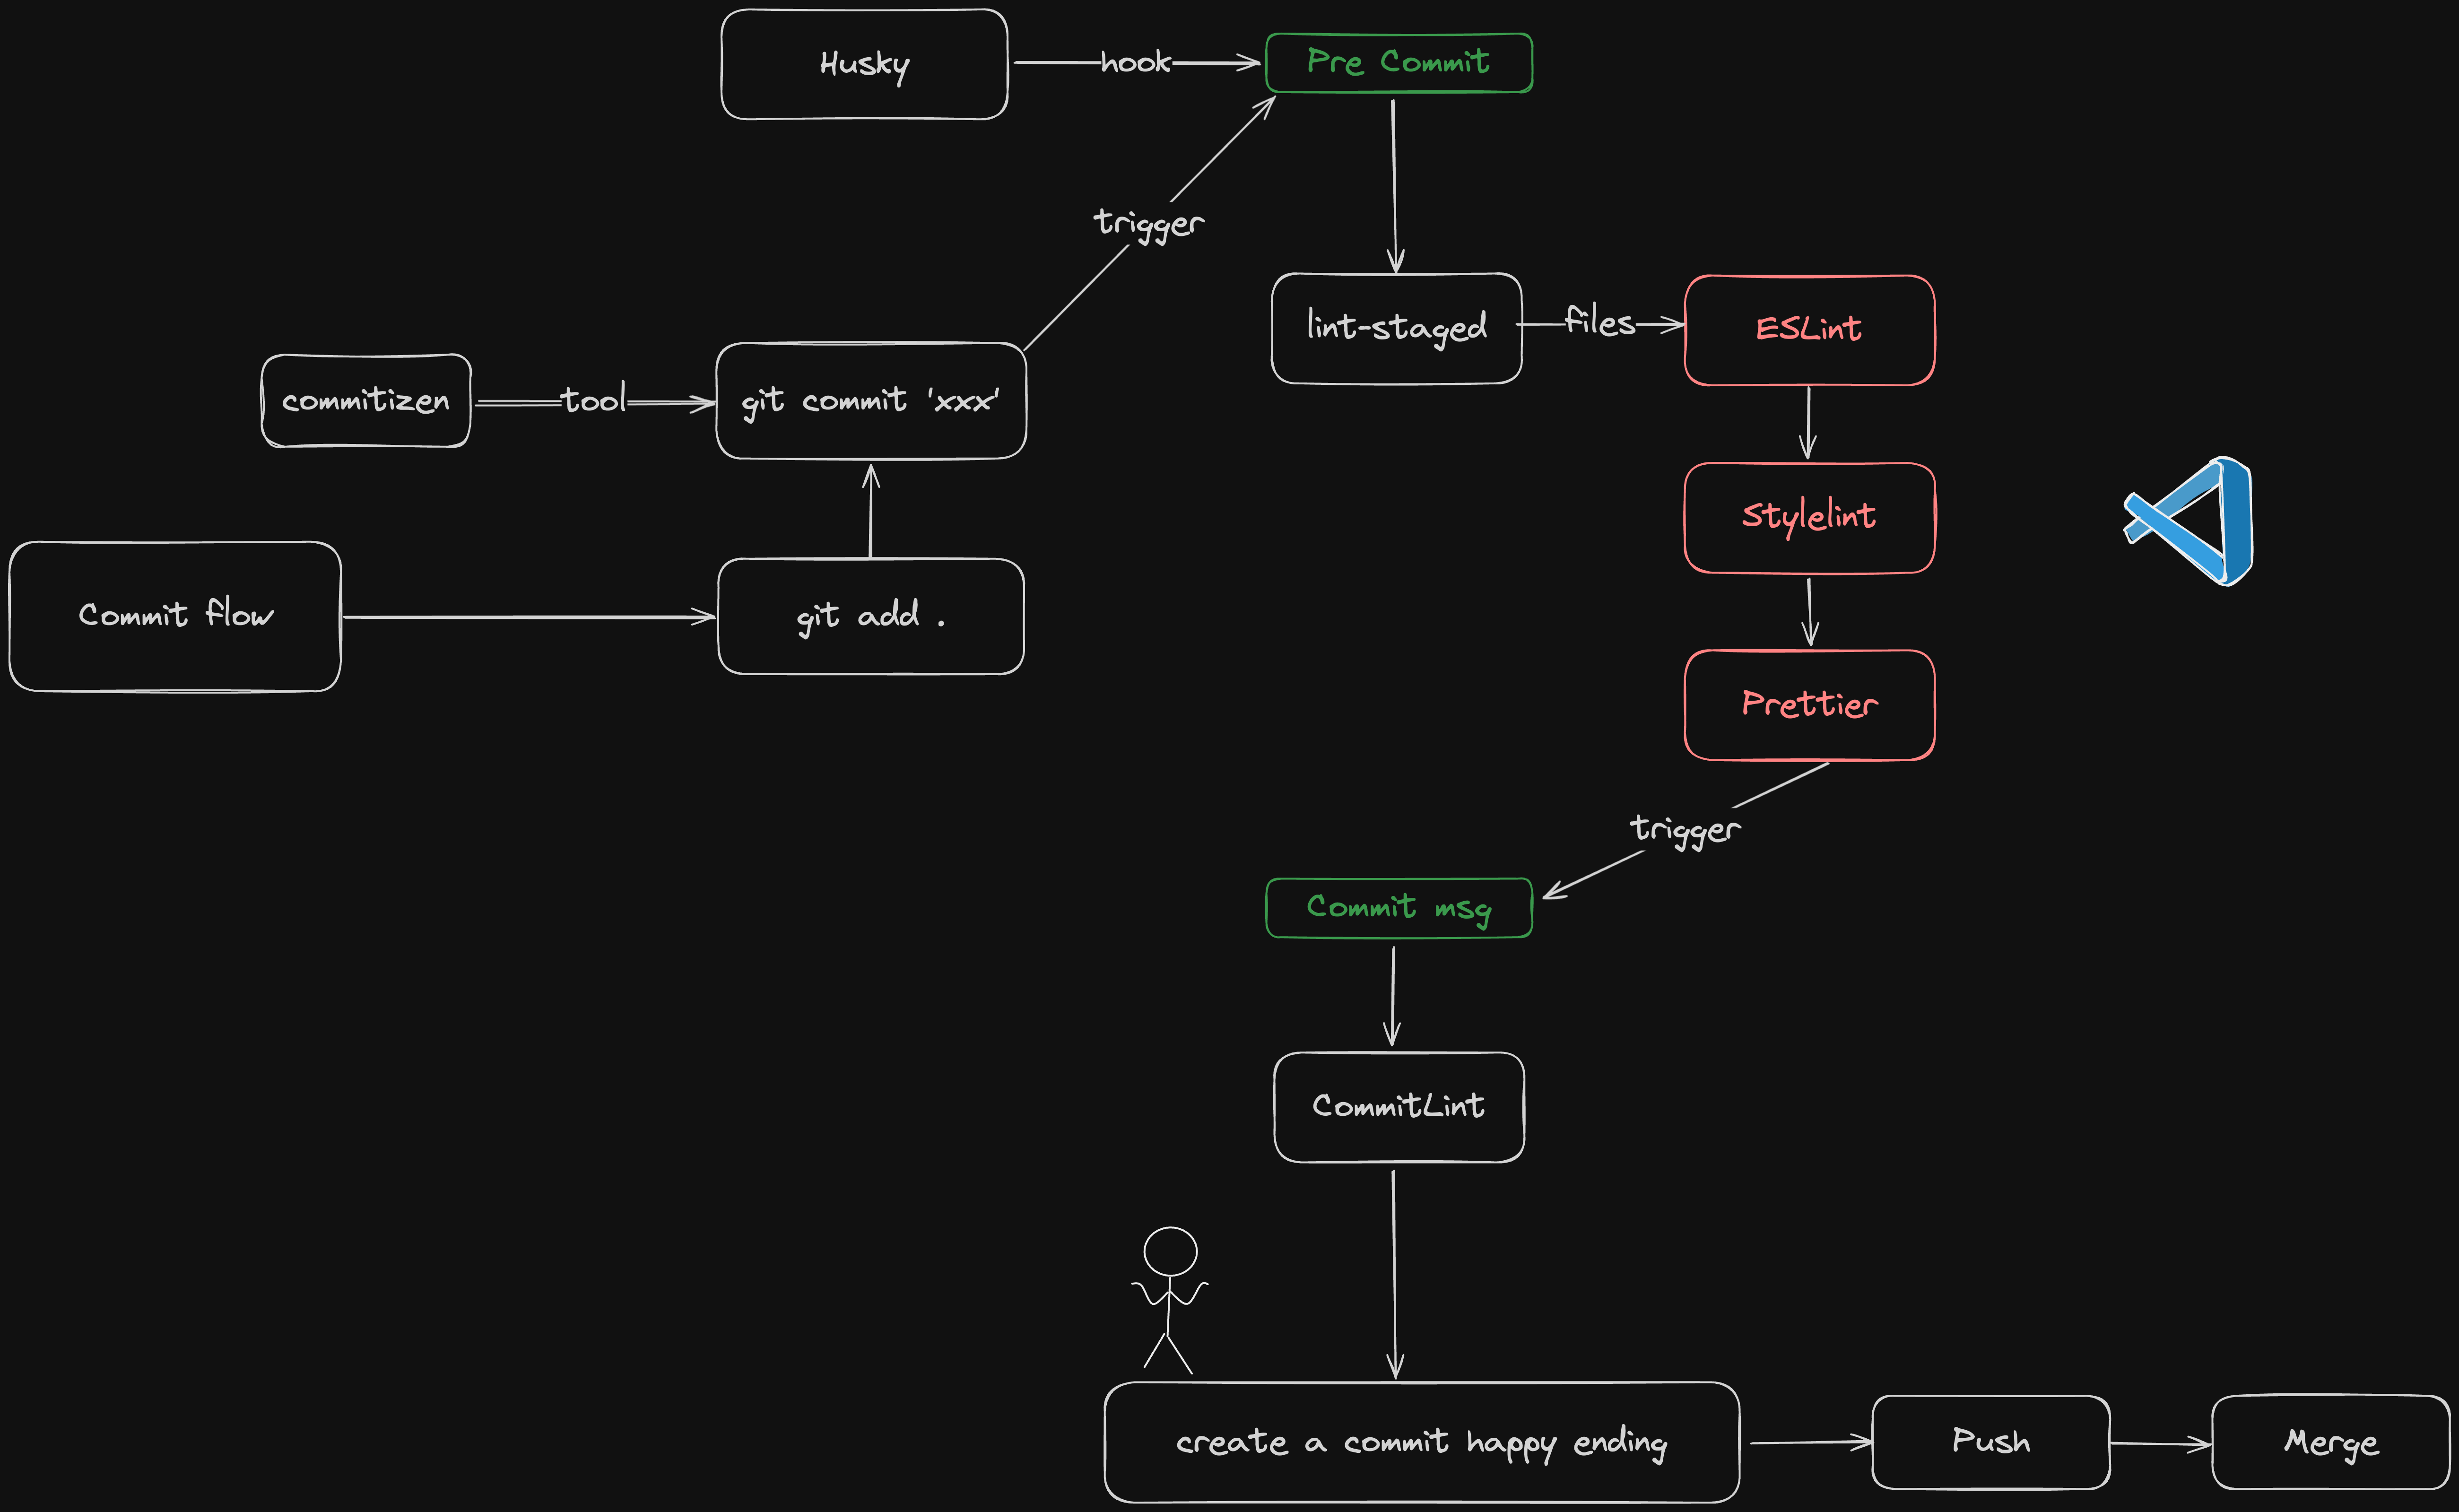 Husky
hook
Pre Commit
trigger
lint-staged
files
ESLint
commitizen
tool
git commit 'xxx'
Stylelint
Commit flow
git add .
Prettier
trigger
Commit msg
CommitLint
create a commit happy ending
Push
Merge